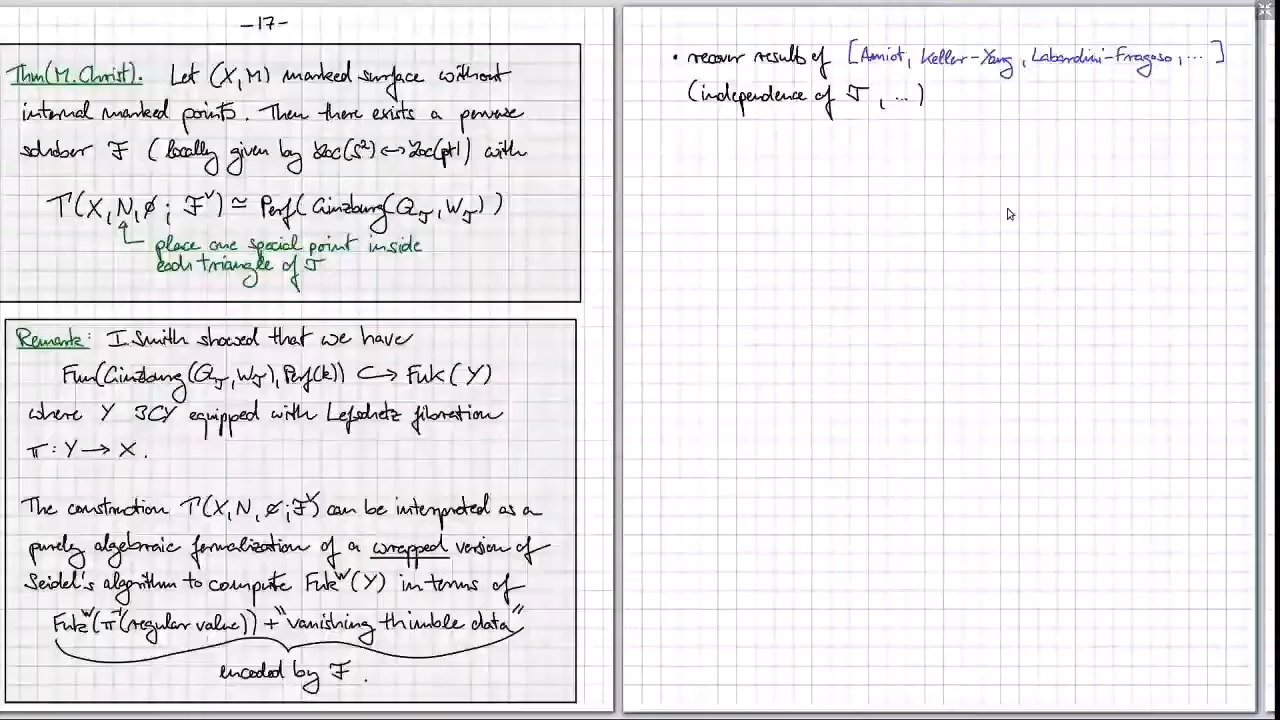 -17-
Thm (M. Christ). Let (X,M) marked surface without
internal marked points. Then there exists a perverse
schober F (locally given by Loc(S²) ↔ Loc(pt)) with
Γ(X,N,∅; F^∨) ≅ Perf(Ginzburg(Q_𝒯, W_𝒯))
place one special point inside
each triangle of 𝒯
Remark: I Smith showed that we have
Fun(Ginzburg(Q_𝒯, W_𝒯), Perf(k)) ↪ Fuk(Y)
where Y 3CY equipped with Lefschetz fibration
π: Y → X.
The construction Γ(X,N,∅;F^∨) can be interpreted as a
purely algebraic formalization of a wrapped version of
Seidel's algorithm to compute Fuk^w(Y) in terms of
Fuk^w(π⁻¹(regular value)) + "vanishing thimble data"
encoded by F.
• recover result of [Amiot, Keller-Yang, Labardini-Fragoso, ...]
(independence of 𝒯, ...)